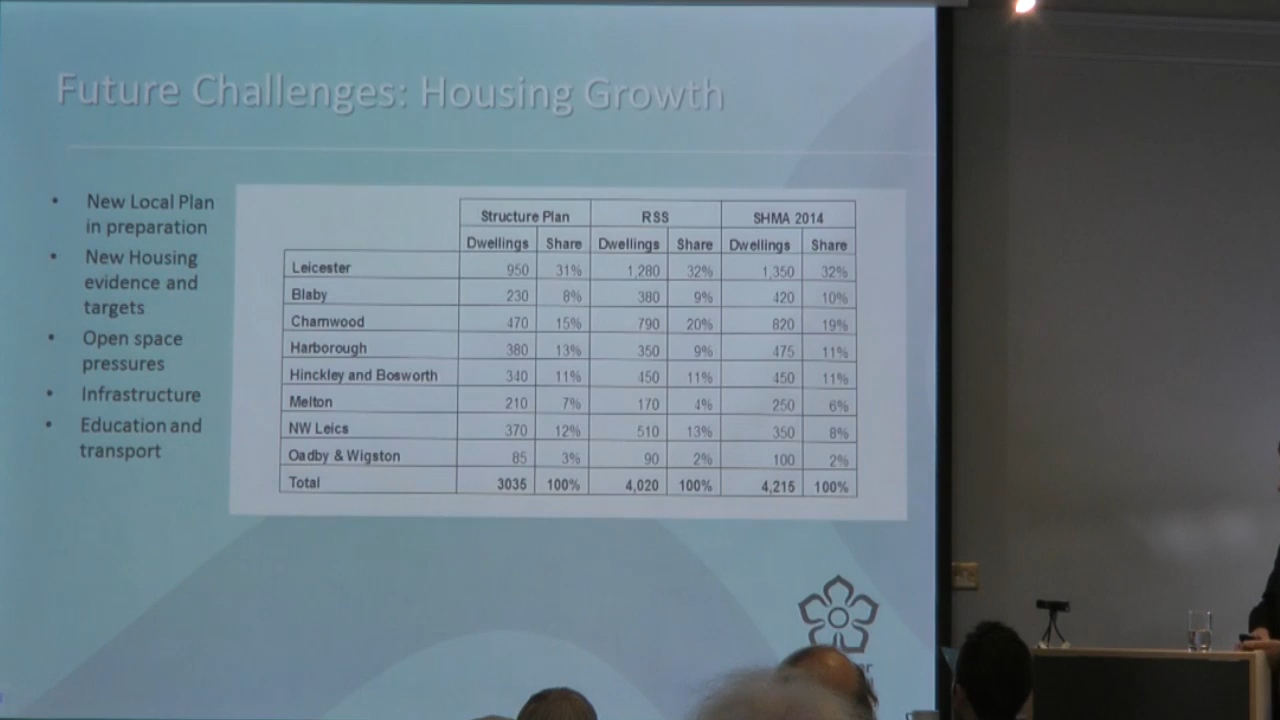 Future Challenges: Housing Growth
• New Local Plan
in preparation
• New Housing
evidence and
targets
• Open space
pressures
• Infrastructure
• Education and
transport
Structure Plan RSS SHMA 2014
Dwellings Share Dwellings Share Dwellings Share
Leicester 950 31% 1,280 32% 1,350 32%
Blaby 230 8% 380 9% 420 10%
Charnwood 470 15% 790 20% 820 19%
Harborough 380 13% 350 9% 475 11%
Hinckley and Bosworth 340 11% 450 11% 450 11%
Melton 210 7% 170 4% 250 6%
NW Leics 370 12% 510 13% 350 8%
Oadby & Wigston 85 3% 90 2% 100 2%
Total 3035 100% 4,020 100% 4,215 100%